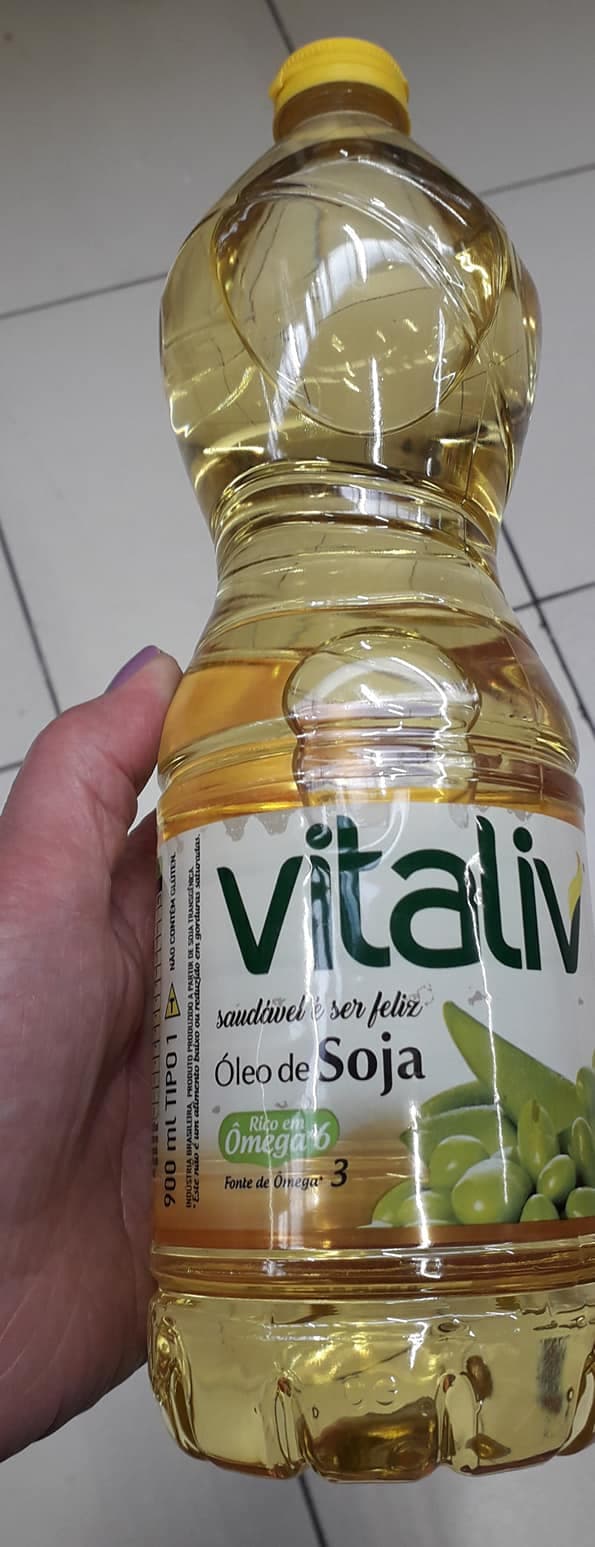 vitaliv
saudável é ser feliz
Óleo de Soja
Rico em
Ômega* 6
Fonte de Ômega* 3
900 ml TIPO 1 T NÃO CONTÉM GLÚTEN.
INDÚSTRIA BRASILEIRA. PRODUTO PRODUZIDO A PARTIR DE SOJA TRANSGÊNICA.
*Este não é um alimento baixo ou reduzido em gorduras saturadas.